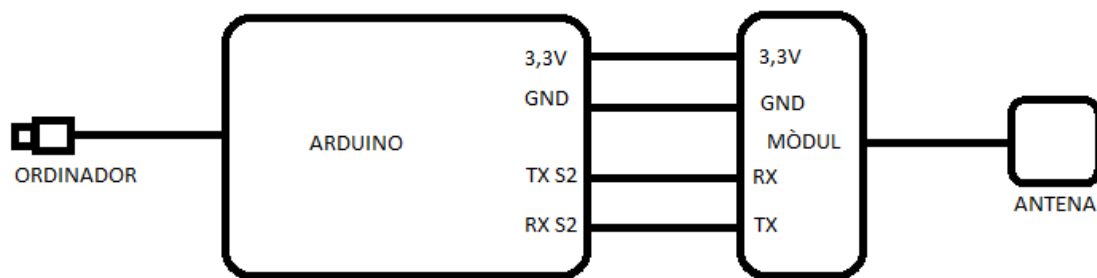 ORDINADOR
ARDUINO
3,3V
GND
TX S2
RX S2
3,3V
GND
MÒDUL
RX
TX
ANTENA